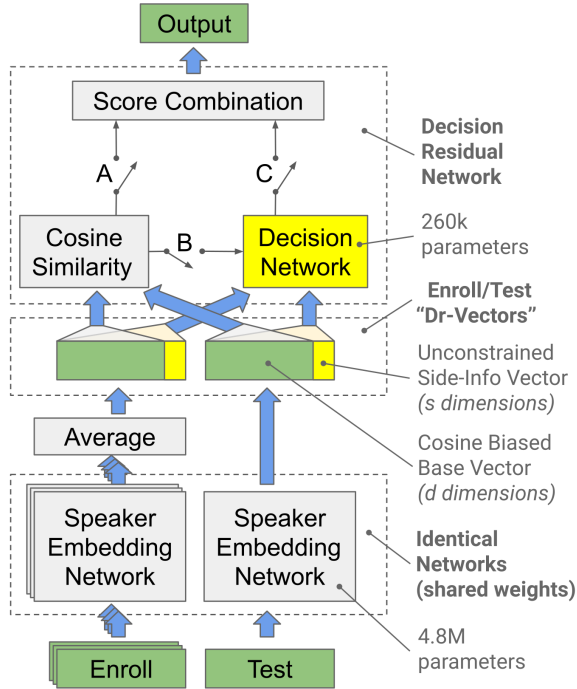 Output
Score Combination
A
C
B
Cosine
Similarity
Decision
Network
Average
Speaker
Embedding
Network
Speaker
Embedding
Network
Enroll
Test
Decision
Residual
Network
260k
parameters
Enroll/Test
“Dr-Vectors”
Unconstrained
Side-Info Vector
(s dimensions)
Cosine Biased
Base Vector
(d dimensions)
Identical
Networks
(shared weights)
4.8M
parameters